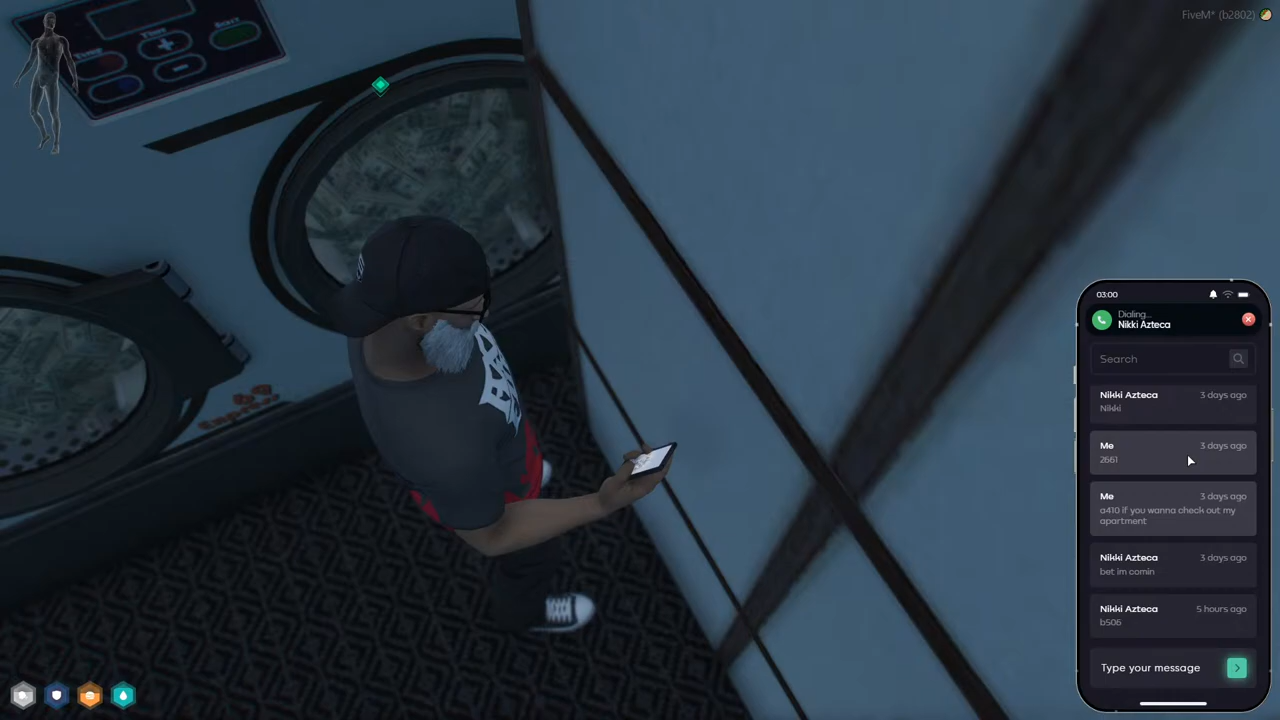 FiveM* (b2802)
Start
03:00
Dialing...
Nikki Azteca
Search
Nikki Azteca 3 days ago
Nikki
Me 3 days ago
2661
Me 3 days ago
a410 if you wanna check out my
apartment
Nikki Azteca 3 days ago
bet im comin
Nikki Azteca 5 hours ago
b506
Type your message